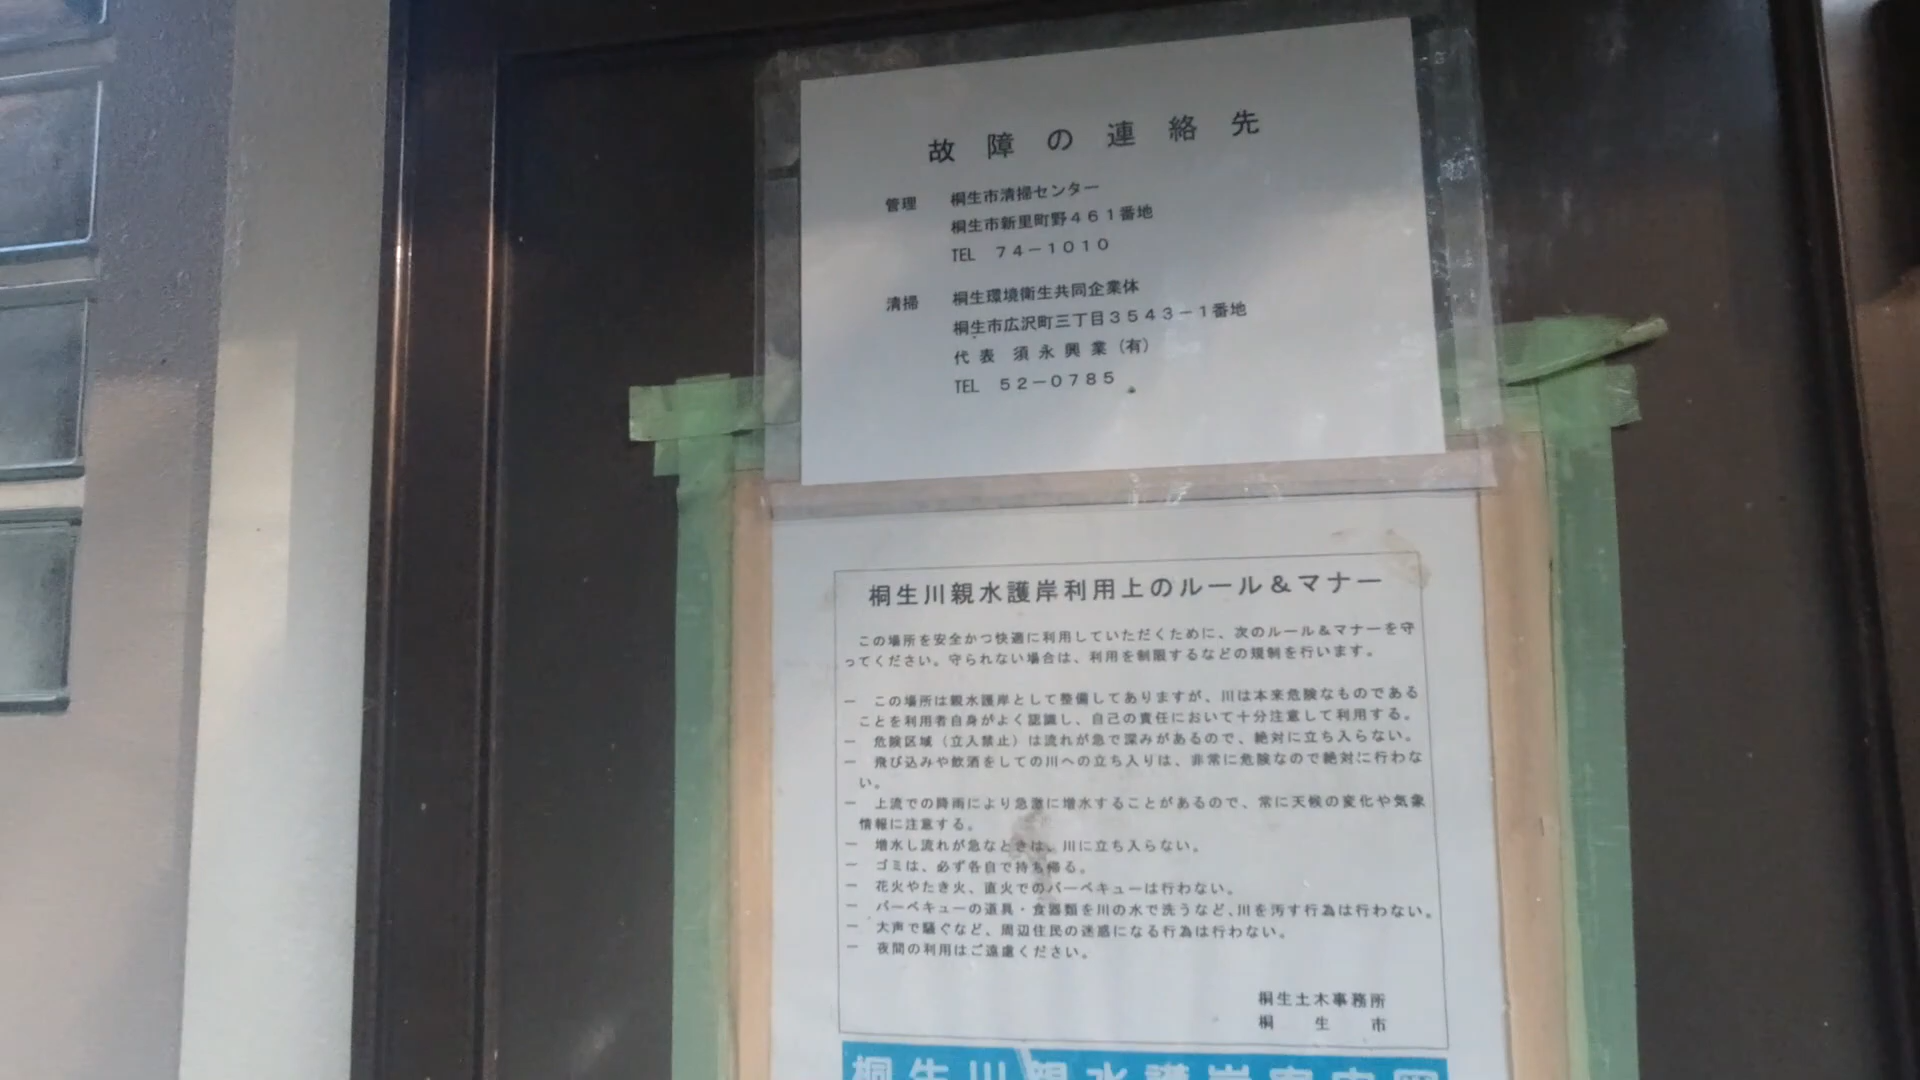 故障の連絡先
管理 桐生市清掃センター
桐生市新里町野461番地
TEL 74-1010
清掃 桐生環境衛生共同企業体
桐生市広沢町三丁目3543-1番地
代表 須永興業(有)
TEL 52-0785
桐生川親水護岸利用上のルール&マナー
この場所を安全かつ快適に利用していただくために、次のルール&マナーを守
ってください。守られない場合は、利用を制限するなどの規制を行います。
一 この場所は親水護岸として整備してありますが、川は本来危険なものである
ことを利用者自身がよく認識し、自己の責任において十分注意して利用する。
一 危険区域(立入禁止)は流れが急で深みがあるので、絶対に立ち入らない。
一 飛び込みや飲酒をしての川への立ち入りは、非常に危険なので絶対に行わな
い。
一 上流での降雨により急激に増水することがあるので、常に天候の変化や気象
情報に注意する。
一 増水し流れが急なときは、川に立ち入らない。
一 ゴミは、必ず各自で持ち帰る。
一 花火やたき火、直火でのバーベキューは行わない。
一 バーベキューの道具・食器類を川の水で洗うなど、川を汚す行為は行わない。
一 大声で騒ぐなど、周辺住民の迷惑になる行為は行わない。
一 夜間の利用はご遠慮ください。
桐生土木事務所
桐生市
桐生川親水護岸案内図